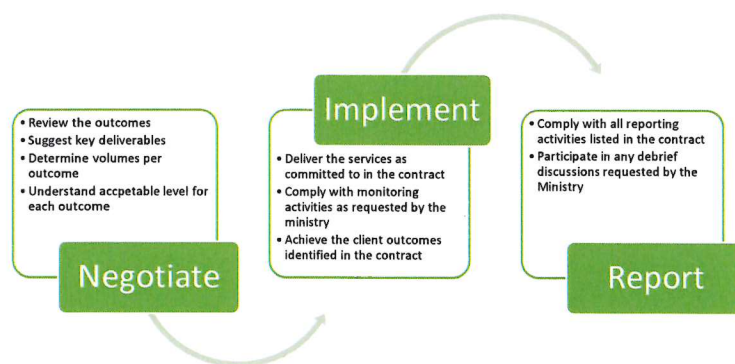 • Review the outcomes
• Suggest key deliverables
• Determine volumes per
outcome
• Understand accpetable level for
each outcome
Negotiate
Implement
• Deliver the services as
committed to in the contract
• Comply with monitoring
activities as requested by the
ministry
• Achieve the client outcomes
identified in the contract
• Comply with all reporting
activities listed in the contract
• Participate in any debrief
discussions requested by the
Ministry
Report